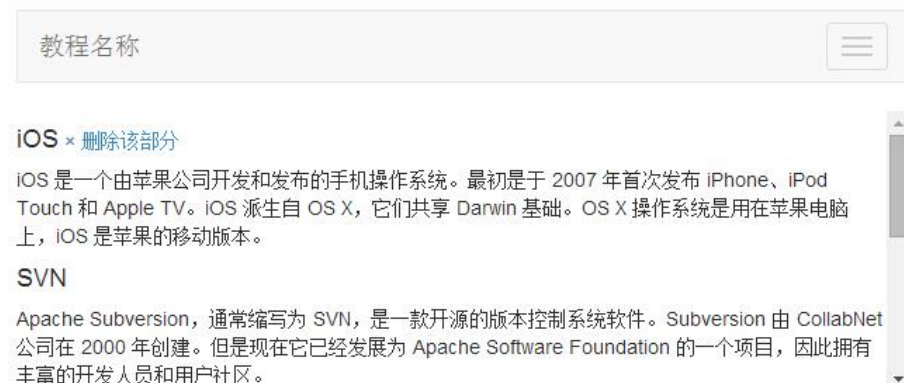 教程名称
iOS × 删除该部分
iOS 是一个由苹果公司开发和发布的手机操作系统。最初是于 2007 年首次发布 iPhone、iPod
Touch 和 Apple TV。iOS 派生自 OS X，它们共享 Darwin 基础。OS X 操作系统是用在苹果电脑
上，iOS 是苹果的移动版本。
SVN
Apache Subversion，通常缩写为 SVN，是一款开源的版本控制系统软件。Subversion 由 CollabNet
公司在 2000 年创建。但是现在它已经发展为 Apache Software Foundation 的一个项目，因此拥有
丰富的开发人员和用户社区。